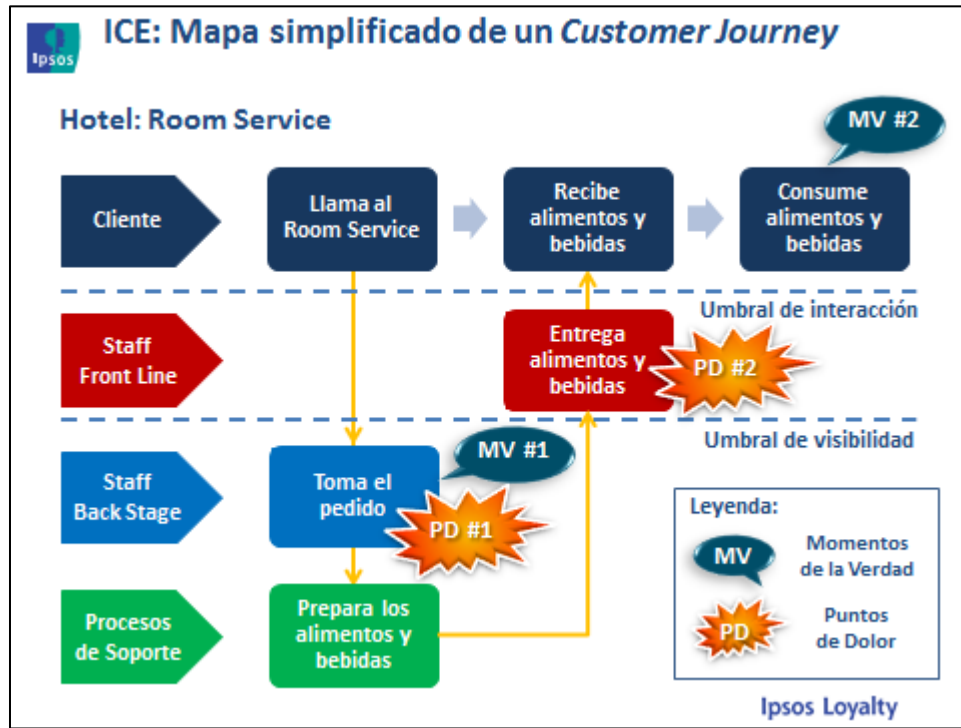 Ipsos
ICE: Mapa simplificado de un Customer Journey
Hotel: Room Service
MV #2
Cliente
Llama al
Room Service
Recibe
alimentos y
bebidas
Consume
alimentos y
bebidas
Umbral de interacción
Staff
Front Line
Entrega
alimentos y
bebidas
PD #2
Umbral de visibilidad
Staff
Back Stage
Toma el
pedido
MV #1
PD #1
Procesos
de Soporte
Prepara los
alimentos y
bebidas
Leyenda:
MV
Momentos
de la Verdad
PD
Puntos
de Dolor
Ipsos Loyalty